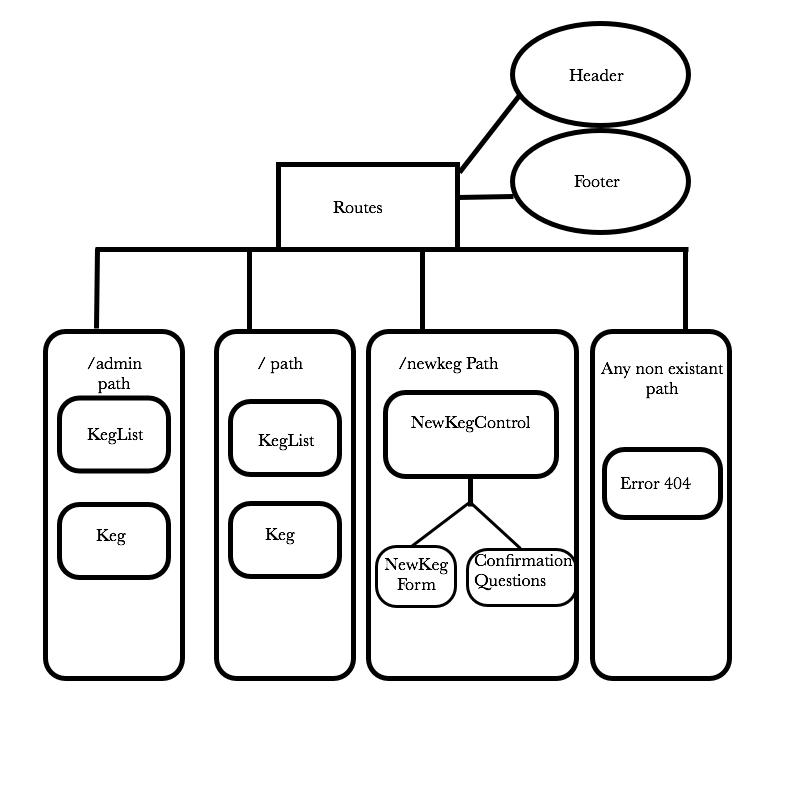 Header
Footer
Routes
/admin
path
KegList
Keg
/ path
KegList
Keg
/newkeg Path
NewKegControl
NewKeg
Form
Confirmation
Questions
Any non existant
path
Error 404